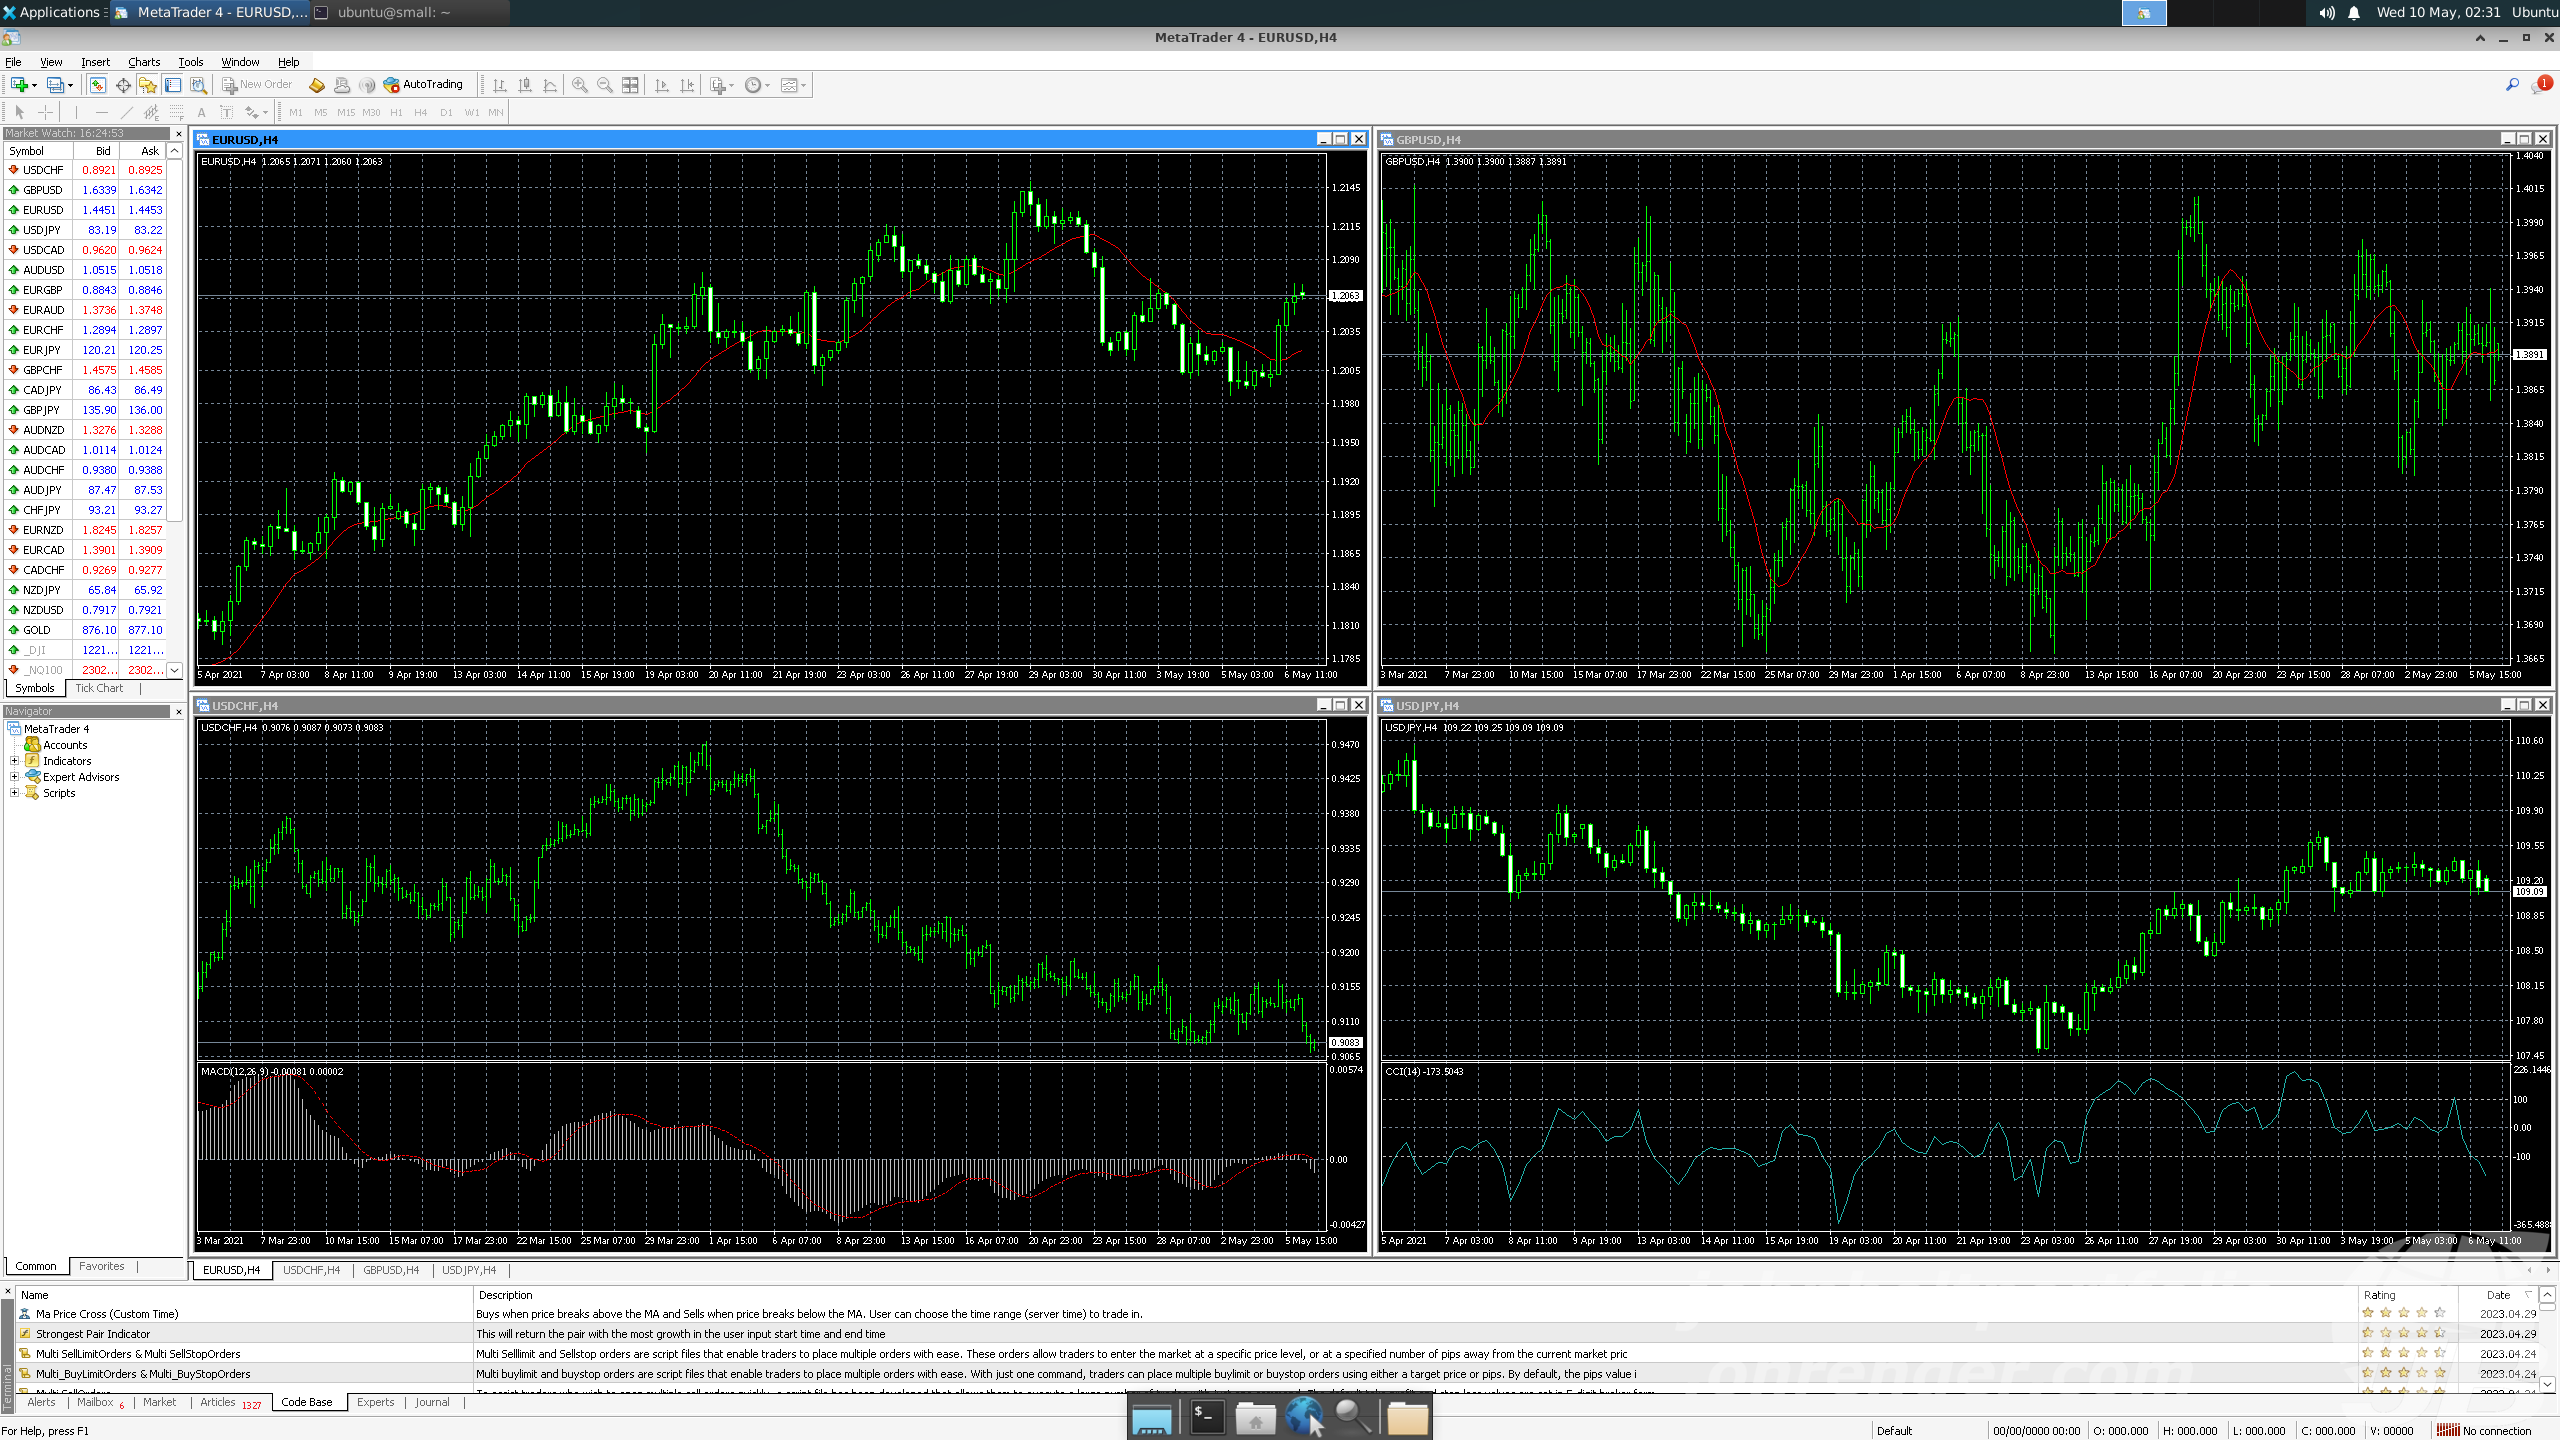 Applications
MetaTrader 4 - EURUSD,...
ubuntu@small: ~
Wed 10 May, 02:31 Ubuntu
MetaTrader 4 - EURUSD,H4
File View Insert Charts Tools Window Help
New Order AutoTrading 1
M1 M5 M15 M30 H1 H4 D1 W1 MN
Market Watch: 16:24:53
Symbol Bid Ask
USDCHF 0.8921 0.8925
GBPUSD 1.6339 1.6342
EURUSD 1.4451 1.4453
USDJPY 83.19 83.22
USDCAD 0.9620 0.9624
AUDUSD 1.0515 1.0518
EURGBP 0.8843 0.8846
EURAUD 1.3736 1.3748
EURCHF 1.2894 1.2897
EURJPY 120.21 120.25
GBPCHF 1.4575 1.4585
CADJPY 86.43 86.49
GBPJPY 135.90 136.00
AUDNZD 1.3276 1.3288
AUDCAD 1.0114 1.0124
AUDCHF 0.9380 0.9388
AUDJPY 87.47 87.53
CHFJPY 93.21 93.27
EURNZD 1.8245 1.8257
EURCAD 1.3901 1.3909
CADCHF 0.9269 0.9277
NZDJPY 65.84 65.92
NZDUSD 0.7917 0.7921
GOLD 876.10 877.10
_DJI 1221... 1221...
_NQ100 2302... 2302...
Symbols Tick Chart
Navigator
MetaTrader 4
Accounts
Indicators
Expert Advisors
Scripts
Common Favorites
EURUSD,H4
EURUSD,H4 1.2065 1.2071 1.2060 1.2063
1.2145
1.2115
1.2090
1.2063
1.2035
1.2005
1.1980
1.1950
1.1920
1.1895
1.1865
1.1840
1.1810
1.1785
5 Apr 2021 7 Apr 03:00 8 Apr 11:00 9 Apr 19:00 13 Apr 03:00 14 Apr 11:00 15 Apr 19:00 19 Apr 03:00 20 Apr 11:00 21 Apr 19:00 23 Apr 03:00 26 Apr 11:00 27 Apr 19:00 29 Apr 03:00 30 Apr 11:00 3 May 19:00 5 May 03:00 6 May 11:00
GBPUSD,H4
GBPUSD,H4 1.3900 1.3900 1.3887 1.3891
1.4040
1.4015
1.3990
1.3965
1.3940
1.3915
1.3891
1.3865
1.3840
1.3815
1.3790
1.3765
1.3740
1.3715
1.3690
1.3665
3 Mar 2021 7 Mar 23:00 10 Mar 15:00 15 Mar 07:00 17 Mar 23:00 22 Mar 15:00 25 Mar 07:00 29 Mar 23:00 1 Apr 15:00 6 Apr 07:00 8 Apr 23:00 13 Apr 15:00 16 Apr 07:00 20 Apr 23:00 23 Apr 15:00 28 Apr 07:00 2 May 23:00 5 May 15:00
USDCHF,H4
USDCHF,H4 0.9076 0.9087 0.9073 0.9083
0.9470
0.9425
0.9380
0.9335
0.9290
0.9245
0.9200
0.9155
0.9110
0.9083
0.9065
MACD(12,26,9) -0.00081 0.00002
0.00574
0.00
-0.00427
3 Mar 2021 7 Mar 23:00 10 Mar 15:00 15 Mar 07:00 17 Mar 23:00 22 Mar 15:00 25 Mar 07:00 29 Mar 23:00 1 Apr 15:00 6 Apr 07:00 8 Apr 23:00 13 Apr 15:00 16 Apr 07:00 20 Apr 23:00 23 Apr 15:00 28 Apr 07:00 2 May 23:00 5 May 15:00
USDJPY,H4
USDJPY,H4 109.22 109.25 109.09 109.09
110.60
110.25
109.90
109.55
109.20
109.09
108.85
108.50
108.15
107.80
107.45
CCI(14) -173.5043
226.1446
100
0.00
-100
-365.488
5 Apr 2021 7 Apr 03:00 8 Apr 11:00 9 Apr 19:00 13 Apr 03:00 14 Apr 11:00 15 Apr 19:00 19 Apr 03:00 20 Apr 11:00 21 Apr 19:00 23 Apr 03:00 26 Apr 11:00 27 Apr 19:00 29 Apr 03:00 30 Apr 11:00 3 May 19:00 5 May 03:00 6 May 11:00
EURUSD,H4 USDCHF,H4 GBPUSD,H4 USDJPY,H4
Name Description Rating Date
Ma Price Cross (Custom Time) Buys when price breaks above the MA and Sells when price breaks below the MA. User can choose the time range (server time) to trade in. 2023.04.29
Strongest Pair Indicator This will return the pair with the most growth in the user input start time and end time 2023.04.29
Multi SellLimitOrders & Multi SellStopOrders Multi Selllimit and Sellstop orders are script files that enable traders to place multiple orders with ease. These orders allow traders to enter the market at a specific price level, or at a specified number of pips away from the current market pric 2023.04.24
Multi_BuyLimitOrders & Multi_BuyStopOrders Multi buylimit and buystop orders are script files that enable traders to place multiple orders with ease. With just one command, traders can place multiple buylimit or buystop orders using either a target price or pips. By default, the pips value i 2023.04.24
Terminal
Alerts Mailbox 6 Market Articles 1327 Code Base Experts Journal
For Help, press F1
Default 00/00/0000 00:00 O: 000.000 H: 000.000 L: 000.000 C: 000.000 V: 00000 No connection